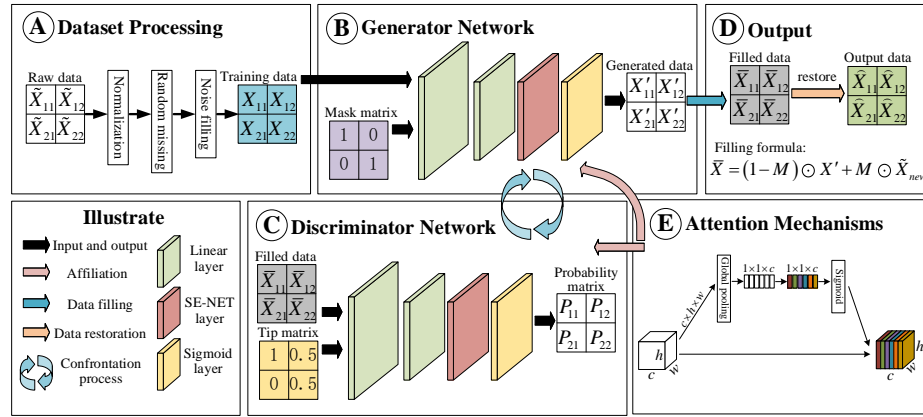 A Dataset Processing
Raw data
X̃₁₁ X̃₁₂
X̃₂₁ X̃₂₂
Normalization
Random missing
Noise filling
Training data
X₁₁ X₁₂
X₂₁ X₂₂
B Generator Network
Mask matrix
1 0
0 1
Generated data
X′₁₁ X′₁₂
X′₂₁ X′₂₂
D Output
Filled data
X̅₁₁ X̅₁₂
X̅₂₁ X̅₂₂
restore
Output data
X̂₁₁ X̂₁₂
X̂₂₁ X̂₂₂
Filling formula:
X̅ = (1−M) ⊙ X′ + M ⊙ X̃new
Illustrate
Input and output
Affiliation
Data filling
Data restoration
Confrontation
process
Linear
layer
SE-NET
layer
Sigmoid
layer
C Discriminator Network
Filled data
X̅₁₁ X̅₁₂
X̅₂₁ X̅₂₂
Tip matrix
1 0.5
0 0.5
Probability
matrix
P₁₁ P₁₂
P₂₁ P₂₂
E Attention Mechanisms
c×h×w
Global pooling
1×1×c
1×1×c
Sigmoid
h
c
w
h
c
w